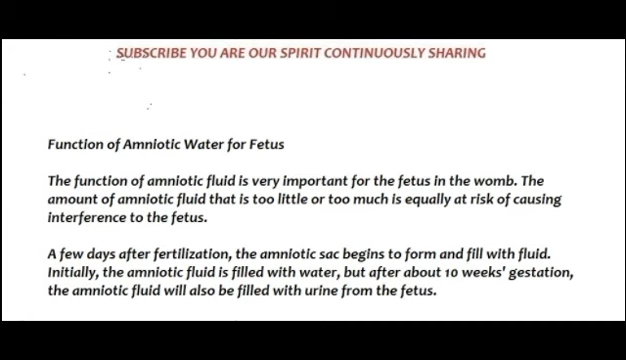 SUBSCRIBE YOU ARE OUR SPIRIT CONTINUOUSLY SHARING
Function of Amniotic Water for Fetus
The function of amniotic fluid is very important for the fetus in the womb. The
amount of amniotic fluid that is too little or too much is equally at risk of causing
interference to the fetus.
A few days after fertilization, the amniotic sac begins to form and fill with fluid.
Initially, the amniotic fluid is filled with water, but after about 10 weeks' gestation,
the amniotic fluid will also be filled with urine from the fetus.